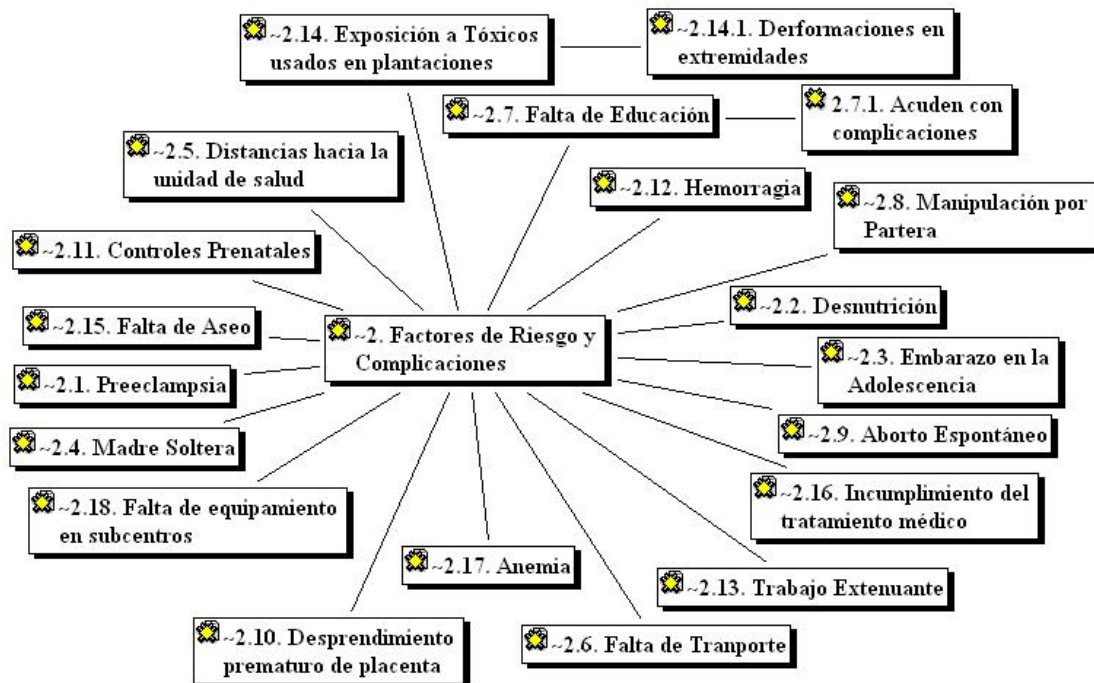 ~2.14. Exposición a Tóxicos
usados en plantaciones
~2.14.1. Derformaciones en
extremidades
~2.7. Falta de Educación
2.7.1. Acuden con
complicaciones
~2.5. Distancias hacia la
unidad de salud
~2.12. Hemorragia
~2.8. Manipulación por
Partera
~2.11. Controles Prenatales
~2.2. Desnutrición
~2.15. Falta de Aseo
~2. Factores de Riesgo y
Complicaciones
~2.3. Embarazo en la
Adolescencia
~2.1. Preeclampsia
~2.9. Aborto Espontáneo
~2.4. Madre Soltera
~2.16. Incumplimiento del
tratamiento médico
~2.18. Falta de equipamiento
en subcentros
~2.17. Anemia
~2.13. Trabajo Extenuante
~2.10. Desprendimiento
prematuro de placenta
~2.6. Falta de Tranporte